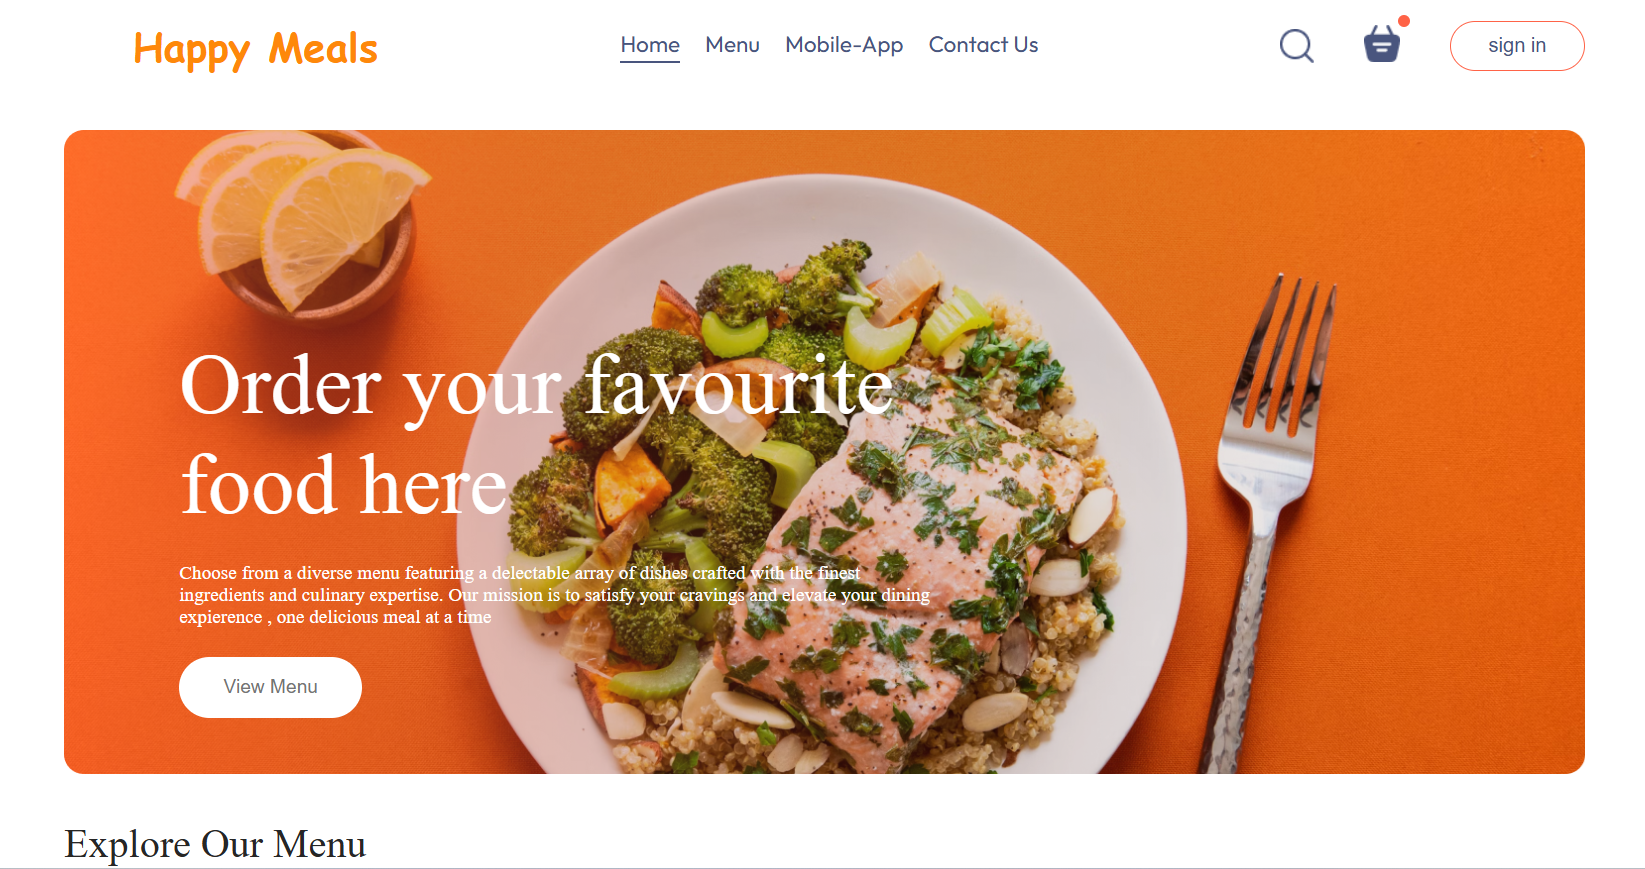 Happy Meals
Home Menu Mobile-App Contact Us
sign in
Order your favourite
food here
Choose from a diverse menu featuring a delectable array of dishes crafted with the finest
ingredients and culinary expertise. Our mission is to satisfy your cravings and elevate your dining
expierence , one delicious meal at a time
View Menu
Explore Our Menu